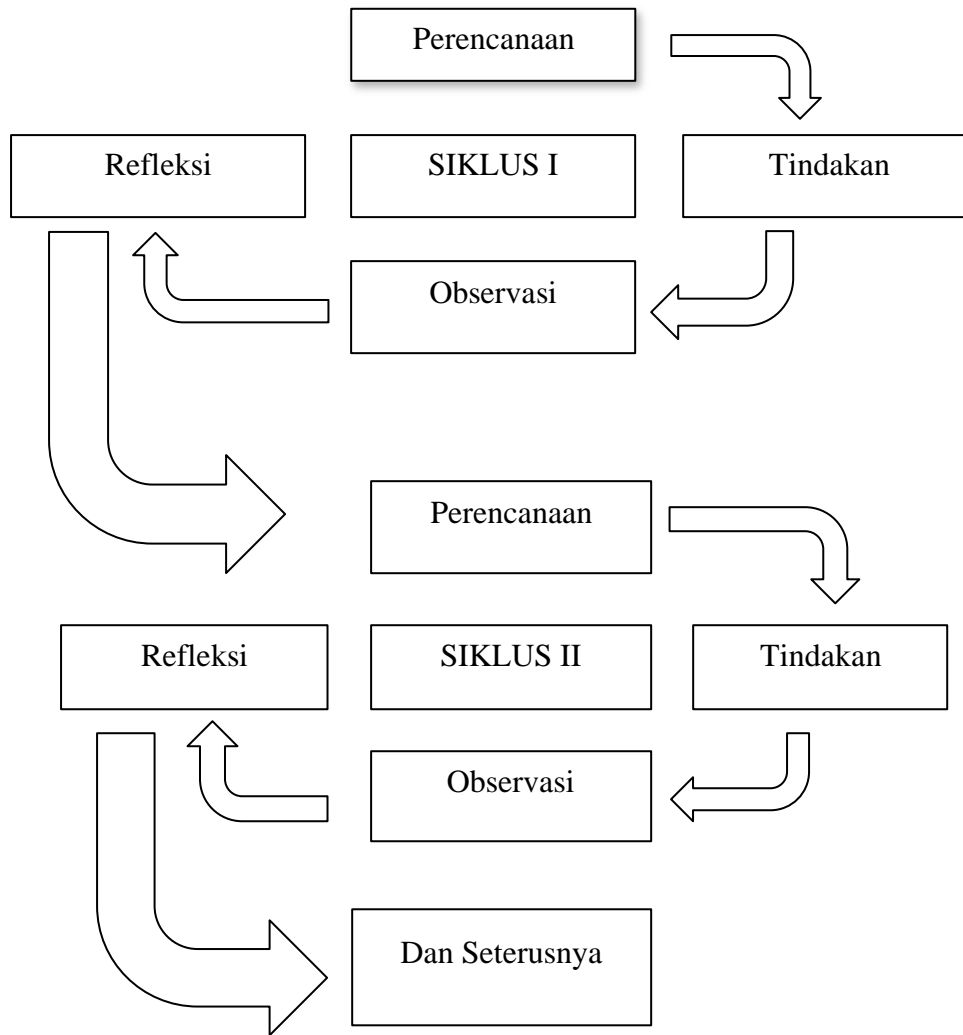 Perencanaan
Refleksi
SIKLUS I
Tindakan
Observasi
Perencanaan
Refleksi
SIKLUS II
Tindakan
Observasi
Dan Seterusnya